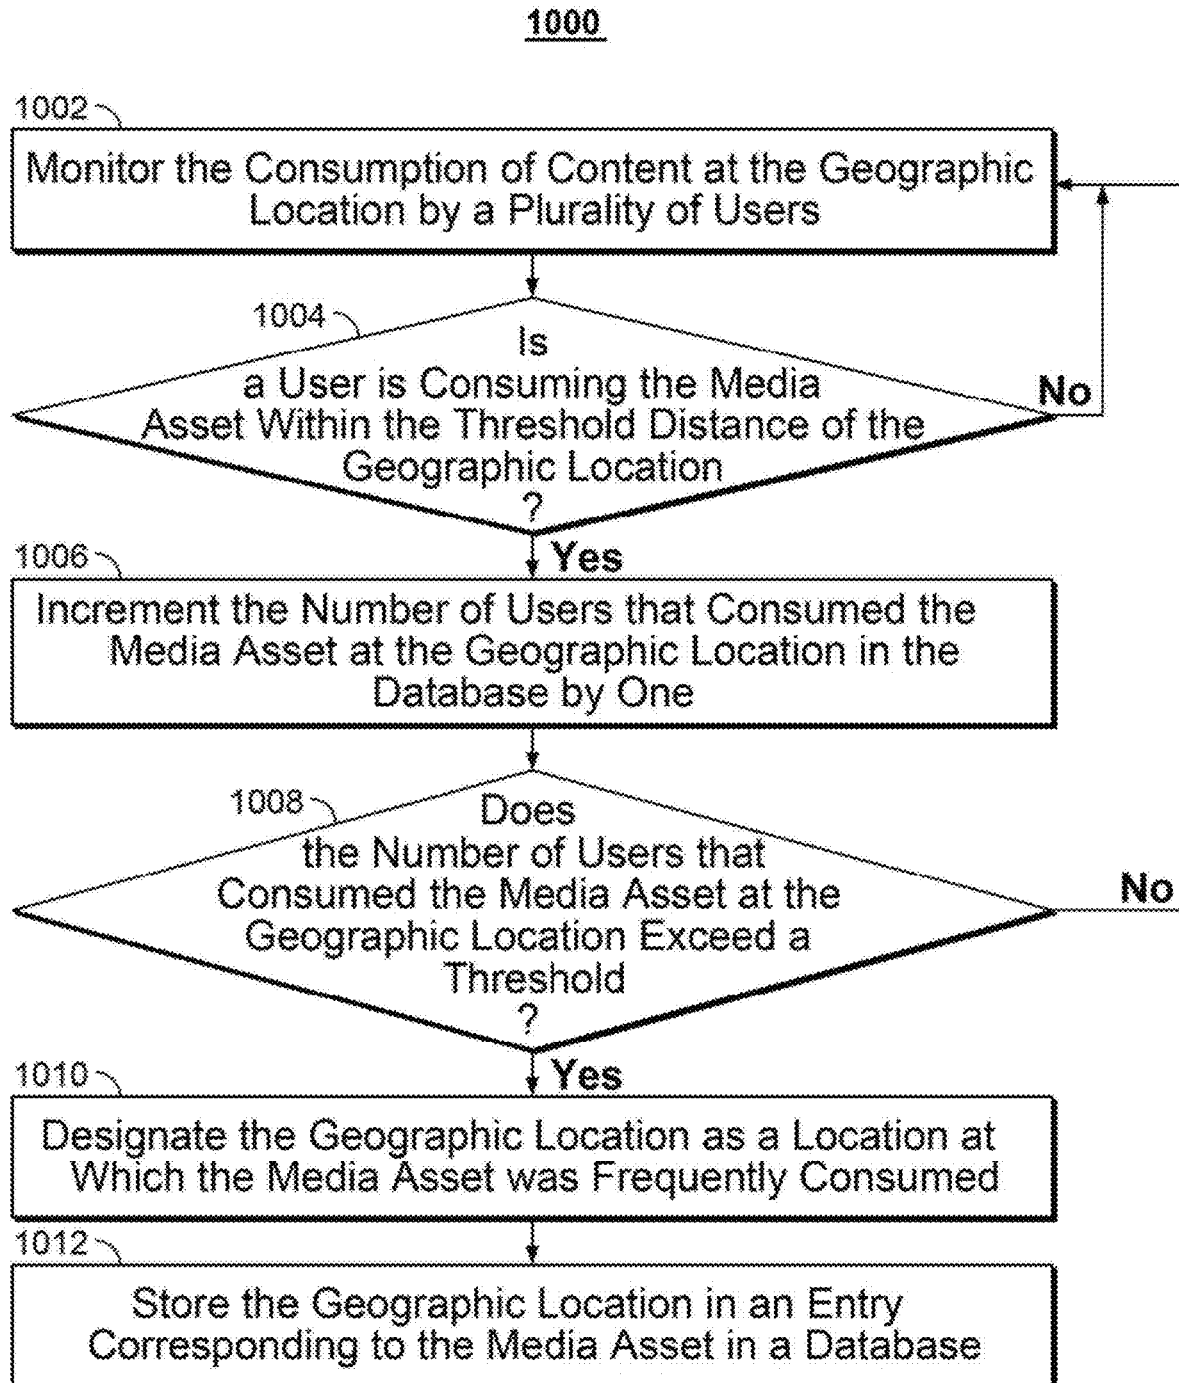 1000
1002
Monitor the Consumption of Content at the Geographic
Location by a Plurality of Users
1004
Is
a User is Consuming the Media
Asset Within the Threshold Distance of the
Geographic Location
?
No
Yes
1006
Increment the Number of Users that Consumed the
Media Asset at the Geographic Location in the
Database by One
1008
Does
the Number of Users that
Consumed the Media Asset at the
Geographic Location Exceed a
Threshold
?
No
Yes
1010
Designate the Geographic Location as a Location at
Which the Media Asset was Frequently Consumed
1012
Store the Geographic Location in an Entry
Corresponding to the Media Asset in a Database